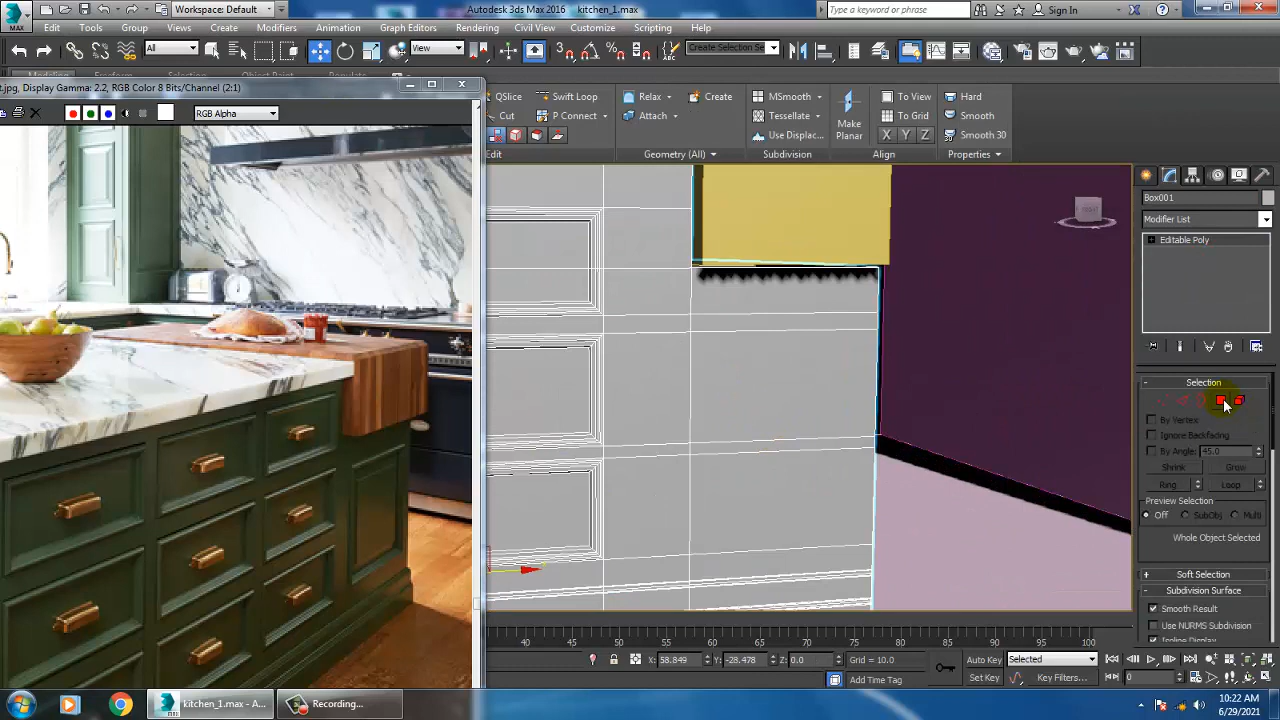 Workspace: Default
Autodesk 3ds Max 2016 kitchen_1.max
Type a keyword or phrase
Sign In
Edit Tools Group Views Create Modifiers Animation Graph Editors Rendering Civil View Customize Scripting Help
All
View
Create Selection Se
Modeling Freeform Selection Object Paint Populate
t.jpg, Display Gamma: 2.2, RGB Color 8 Bits/Channel (2:1)
RGB Alpha
QSlice Swift Loop Relax Create MSmooth To View Hard
Cut P Connect Attach Tessellate Make Planar To Grid Smooth
Use Displac... X Y Z Smooth 30
Edit Geometry (All) Subdivision Align Properties
Box001
Modifier List
Editable Poly
Selection
By Vertex
Ignore Backfacing
By Angle: 45.0
Shrink Grow
Ring Loop
Preview Selection
Off SubObj Multi
Whole Object Selected
Soft Selection
Subdivision Surface
Smooth Result
Use NURMS Subdivision
Isoline Display
40 45 50 55 60 65 70 75 80 85 90 95 100
X: 58.849 Y: -28.478 Z: 0.0 Grid = 10.0 Auto Key Selected
Add Time Tag Set Key Key Filters... 0
kitchen_1.max - A...
Recording...
10:22 AM
6/29/2021